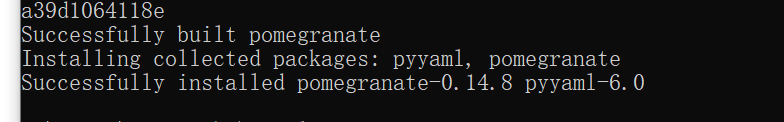 a39d1064118e
Successfully built pomegranate
Installing collected packages: pyyaml, pomegranate
Successfully installed pomegranate-0.14.8 pyyaml-6.0